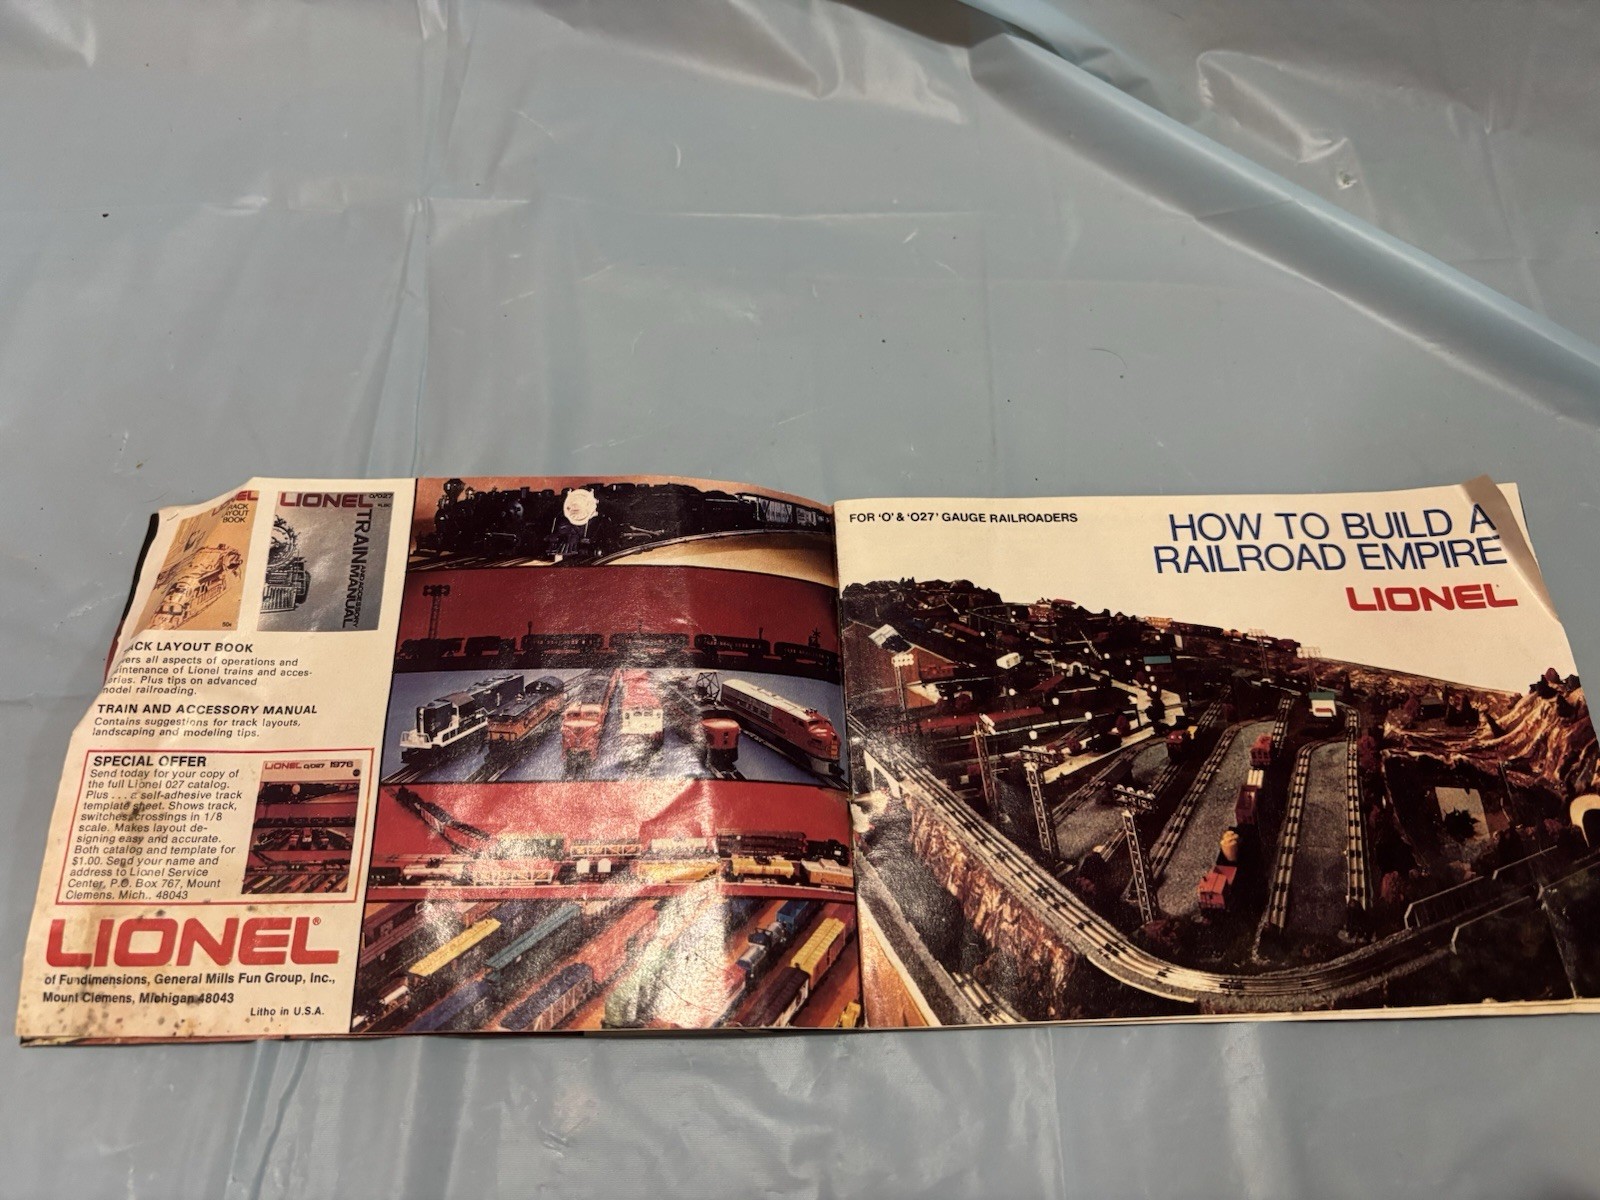 LIONEL
TRACK
LAYOUT
BOOK
50¢
LIONEL
O/O27
TRAIN
AND ACCESSORY
MANUAL
ACK LAYOUT BOOK
ers all aspects of operations and
intenance of Lionel trains and acces-
ories. Plus tips on advanced
model railroading.
TRAIN AND ACCESSORY MANUAL
Contains suggestions for track layouts,
landscaping and modeling tips.
SPECIAL OFFER
Send today for your copy of
the full Lionel 027 catalog.
Plus . . . a self-adhesive track
template sheet. Shows track,
switches, crossings in 1/8
scale. Makes layout de-
signing easy and accurate.
Both catalog and template for
$1.00. Send your name and
address to Lionel Service
Center, P.O. Box 767, Mount
Clemens, Mich.. 48043
LIONEL O/O27 1976
LIONEL®
of Fundimensions, General Mills Fun Group, Inc.,
Mount Clemens, Michigan 48043
Litho in U.S.A.
FOR 'O' & 'O27' GAUGE RAILROADERS
HOW TO BUILD A
RAILROAD EMPIRE
LIONEL